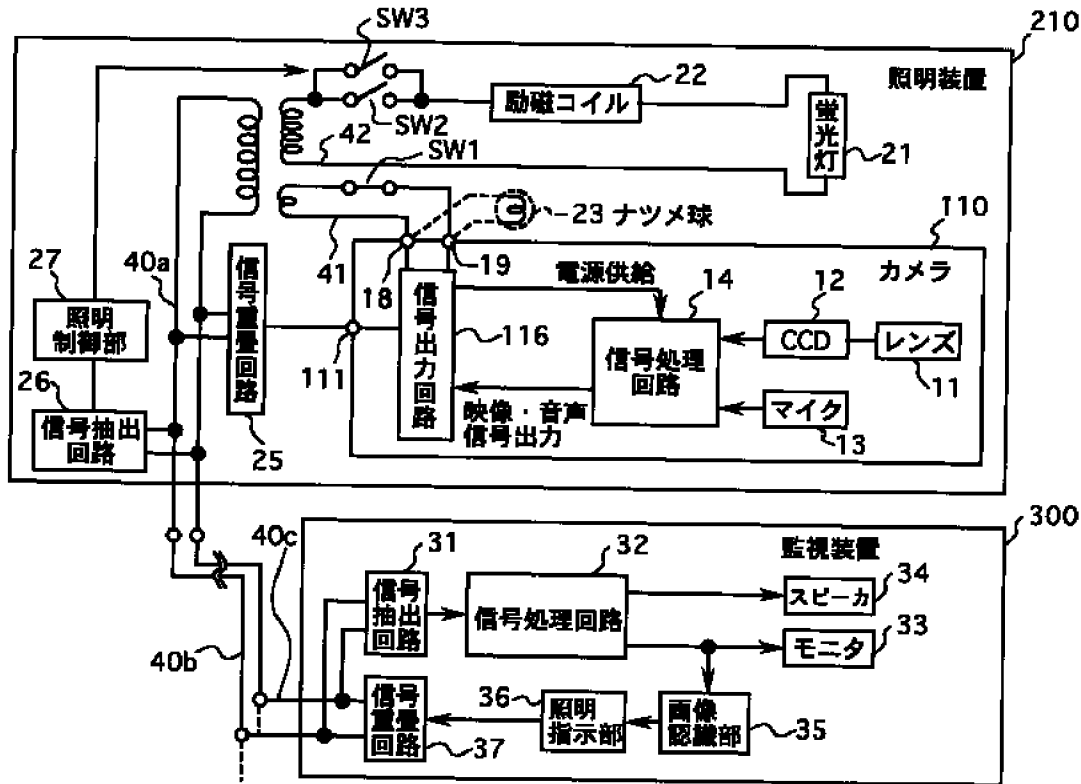 SW3
210
照明装置
22
励磁コイル
SW2
42
SW1
蛍光灯
21
23 ナツメ球
110
カメラ
40a
41
18
19
電源供給
27
照明
制御部
信号重畳回路
25
111
信号出力回路
116
14
信号処理
回路
12
CCD
レンズ
11
マイク
13
映像・音声
信号出力
26
信号抽出
回路
300
監視装置
40c
31
信号
抽出
回路
32
信号処理回路
34
スピーカ
33
モニタ
40b
信号
重畳
回路
37
36
照明
指示部
画像
認識部
35